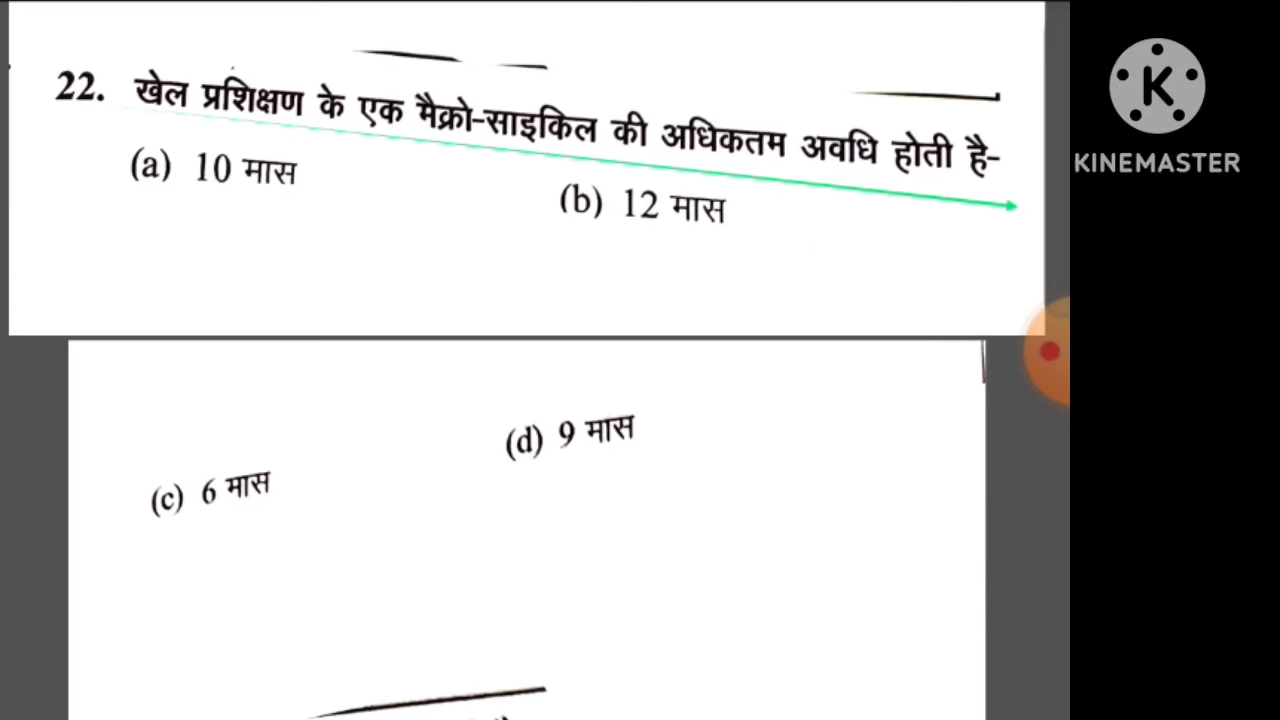 22. खेल प्रशिक्षण के एक मैक्रो-साइकिल की अधिकतम अवधि होती है-
(a) 10 मास
(b) 12 मास
(d) 9 मास
(c) 6 मास
K
KINEMASTER